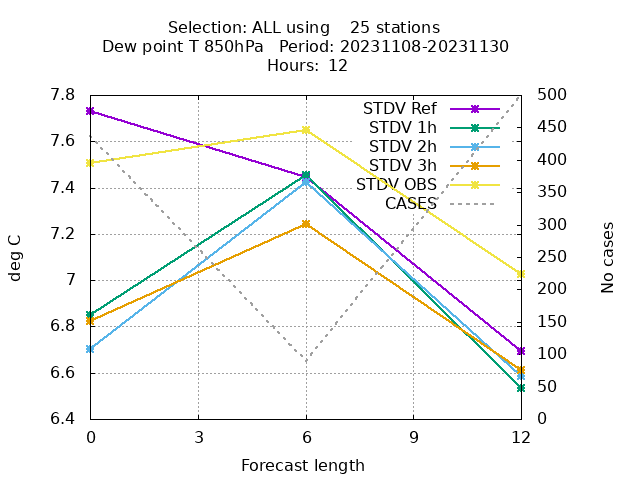 Selection: ALL using    25 stations
Dew point T 850hPa   Period: 20231108-20231130
Hours:  12
7.8
7.6
7.4
7.2
7
6.8
6.6
6.4
deg C
STDV Ref
STDV 1h
STDV 2h
STDV 3h
STDV OBS
CASES
500
450
400
350
300
250
200
150
100
50
0
No cases
0 3 6 9 12
Forecast length